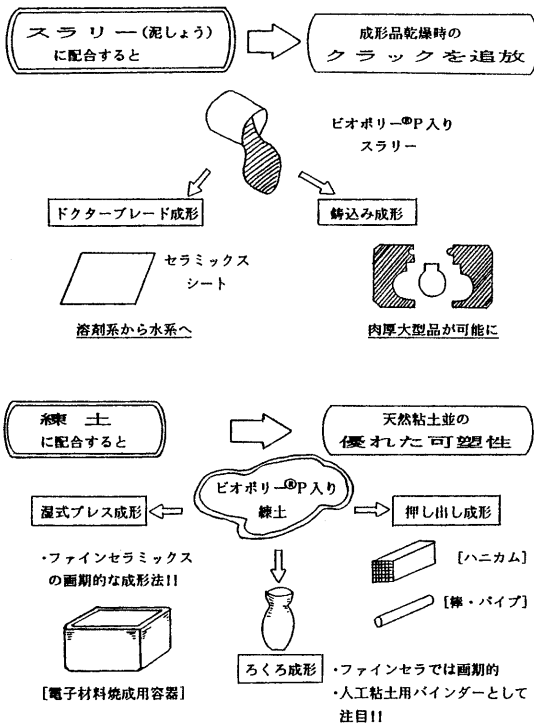 スラリー(泥しょう)
に配合すると
成形品乾燥時の
クラックを追放
ビオポリー®P入り
スラリー
ドクターブレード成形
鋳込み成形
セラミックス
シート
溶剤系から水系へ
肉厚大型品が可能に
練土
に配合すると
天然粘土並の
優れた可塑性
ビオポリー®P入り
練土
湿式プレス成形
押し出し成形
・ファインセラミックス
の画期的な成形法!!
[ハニカム]
[棒・パイプ]
[電子材料焼成用容器]
ろくろ成形
・ファインセラでは画期的
・人工粘土用バインダーとして
注目!!